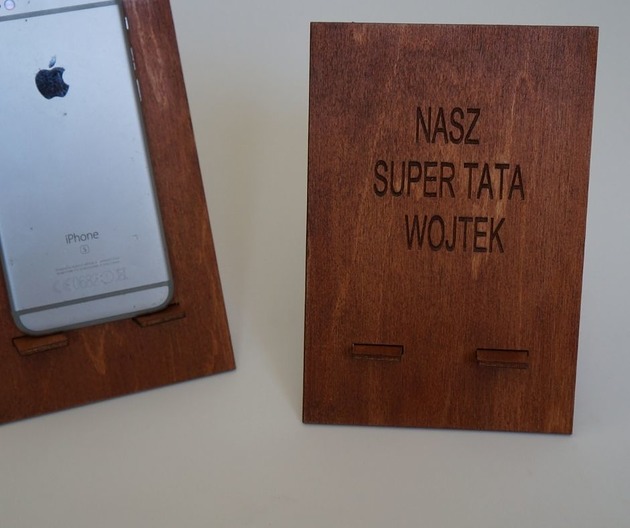 iPhone
S
NASZ
SUPER TATA
WOJTEK